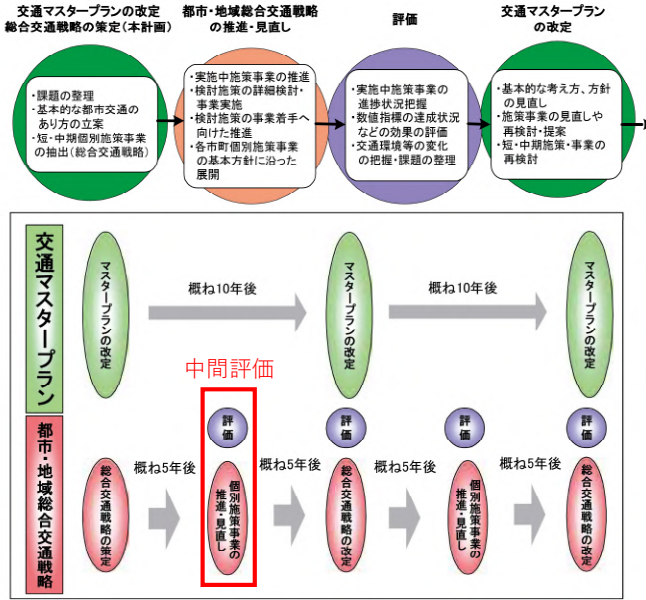 交通マスタープランの改定
総合交通戦略の策定(本計画)
都市・地域総合交通戦略
の推進・見直し
評価
交通マスタープラン
の改定
・課題の整理
・基本的な都市交通の
あり方の立案
・短・中期個別施策事業
の抽出(総合交通戦略)
・実施中施策事業の推進
・検討施策の詳細検討・
事業実施
・検討施策の事業着手へ
向けた推進
・各市町個別施策事業
の基本方針に沿った
展開
・実施中施策事業の
進捗状況把握
・数値指標の達成状況
などの効果の評価
・交通環境等の変化
の把握・課題の整理
・基本的な考え方、方針
の見直し
・施策事業の見直しや
再検討・提案
・短・中期施策・事業の
再検討
交通マスタープラン
マスタープランの改定
概ね10年後
マスタープランの改定
概ね10年後
マスタープランの改定
中間評価
都市・地域総合交通戦略
評価
評価
評価
評価
総合交通戦略の策定
概ね5年後
個別施策事業の
推進・見直し
概ね5年後
総合交通戦略の改定
概ね5年後
個別施策事業の
推進・見直し
概ね5年後
総合交通戦略の改定